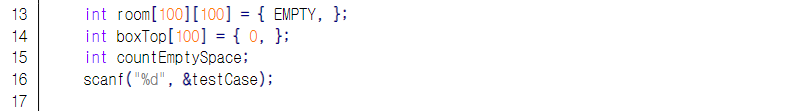 13 int room[100][100] = { EMPTY, };
14 int boxTop[100] = { 0, };
15 int countEmptySpace;
16 scanf("%d", &testCase);
17